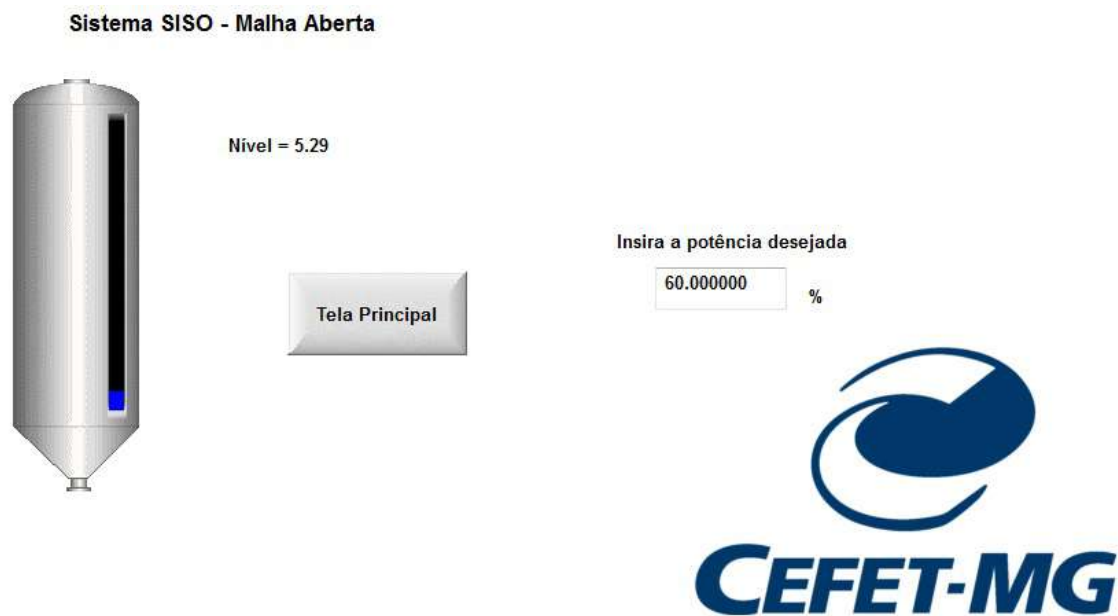 Sistema SISO - Malha Aberta
Nível = 5.29
Insira a potência desejada
60.000000
%
Tela Principal
CEFET-MG